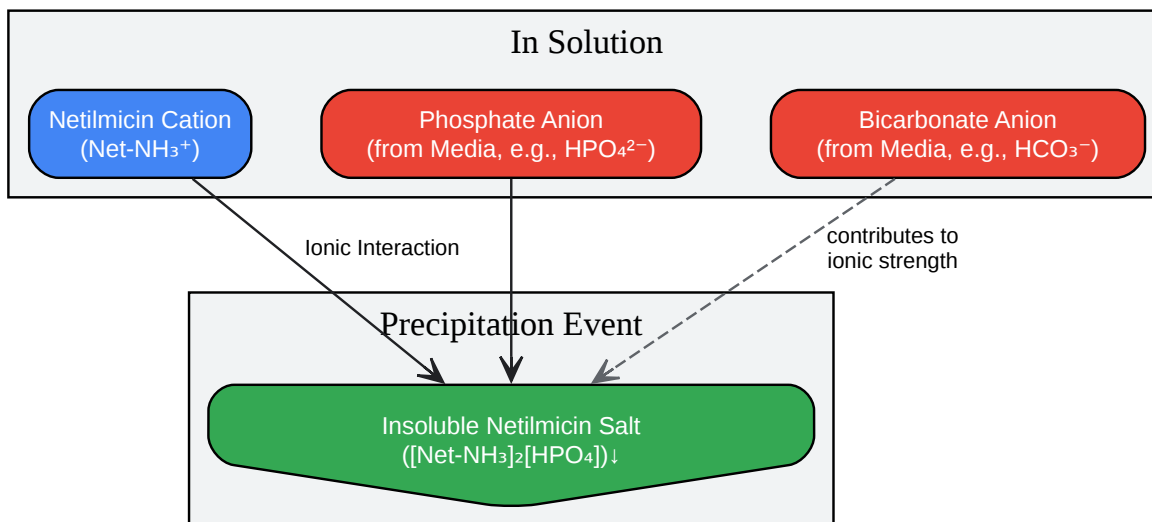 In Solution
Netilmicin Cation
(Net-NH₃⁺)
Phosphate Anion
(from Media, e.g., HPO₄²⁻)
Bicarbonate Anion
(from Media, e.g., HCO₃⁻)
Ionic Interaction
contributes to
ionic strength
Precipitation Event
Insoluble Netilmicin Salt
([Net-NH₃]₂[HPO₄])↓